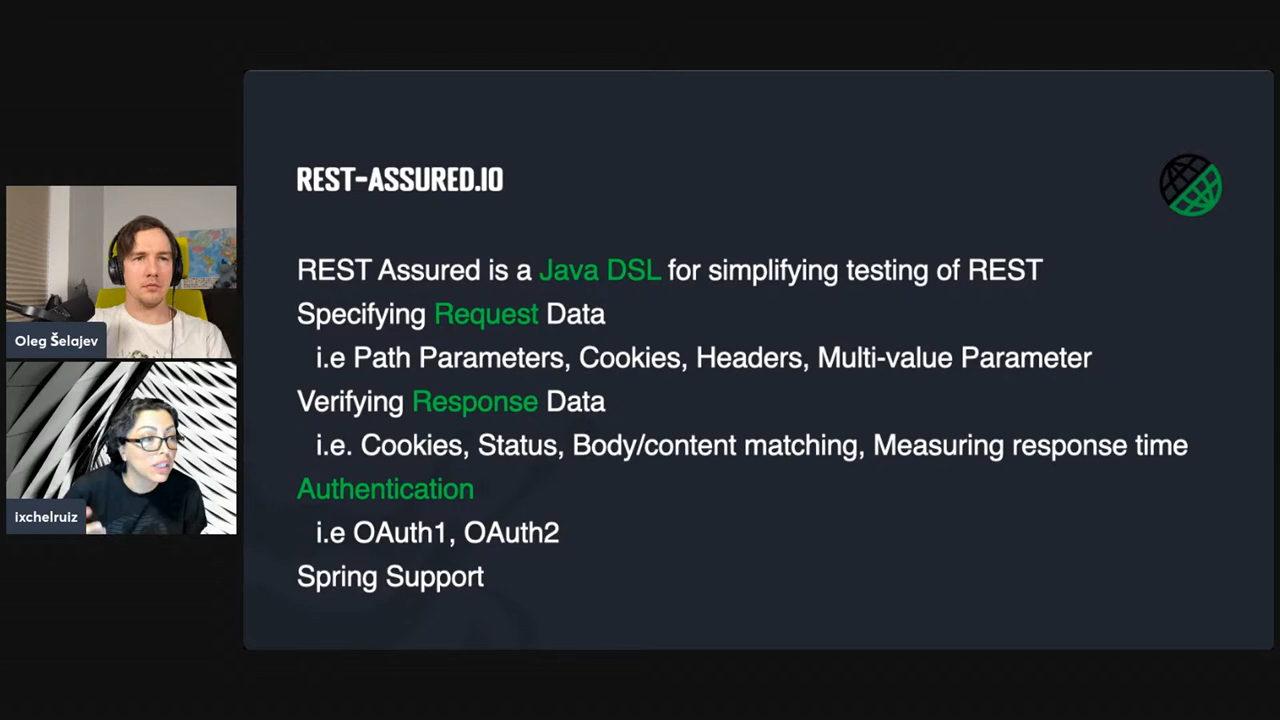 REST-ASSURED.IO
REST Assured is a Java DSL for simplifying testing of REST
Specifying Request Data
i.e Path Parameters, Cookies, Headers, Multi-value Parameter
Verifying Response Data
i.e. Cookies, Status, Body/content matching, Measuring response time
Authentication
i.e OAuth1, OAuth2
Spring Support
Oleg Šelajev
ixchelruiz